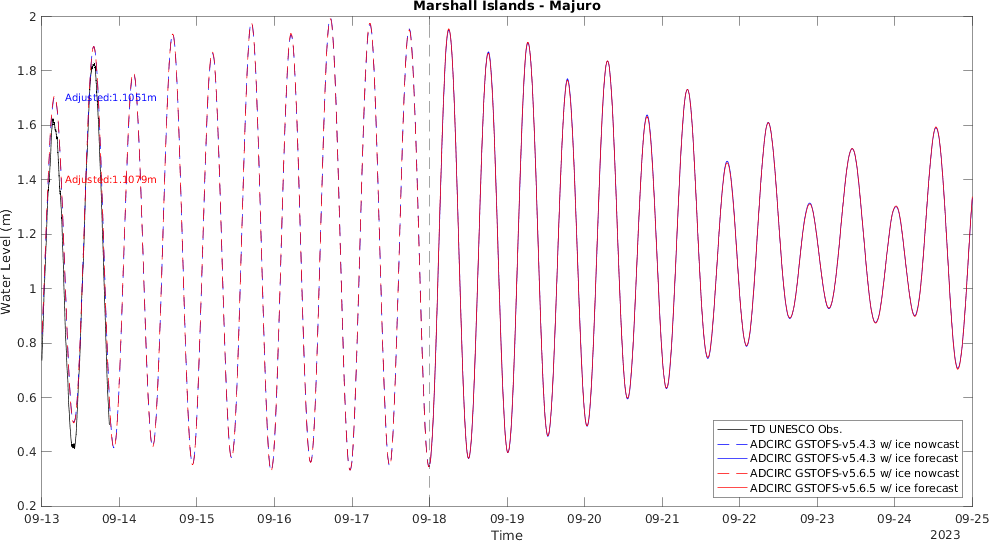 Marshall Islands - Majuro
2
1.8
Adjusted:1.1051m
1.6
1.4
Adjusted:1.1079m
1.2
Water Level (m)
1
0.8
0.6
0.4
0.2
TD UNESCO Obs.
ADCIRC GSTOFS-v5.4.3 w/ ice nowcast
ADCIRC GSTOFS-v5.4.3 w/ ice forecast
ADCIRC GSTOFS-v5.6.5 w/ ice nowcast
ADCIRC GSTOFS-v5.6.5 w/ ice forecast
09-13 09-14 09-15 09-16 09-17 09-18 09-19 09-20 09-21 09-22 09-23 09-24 09-25
Time
2023